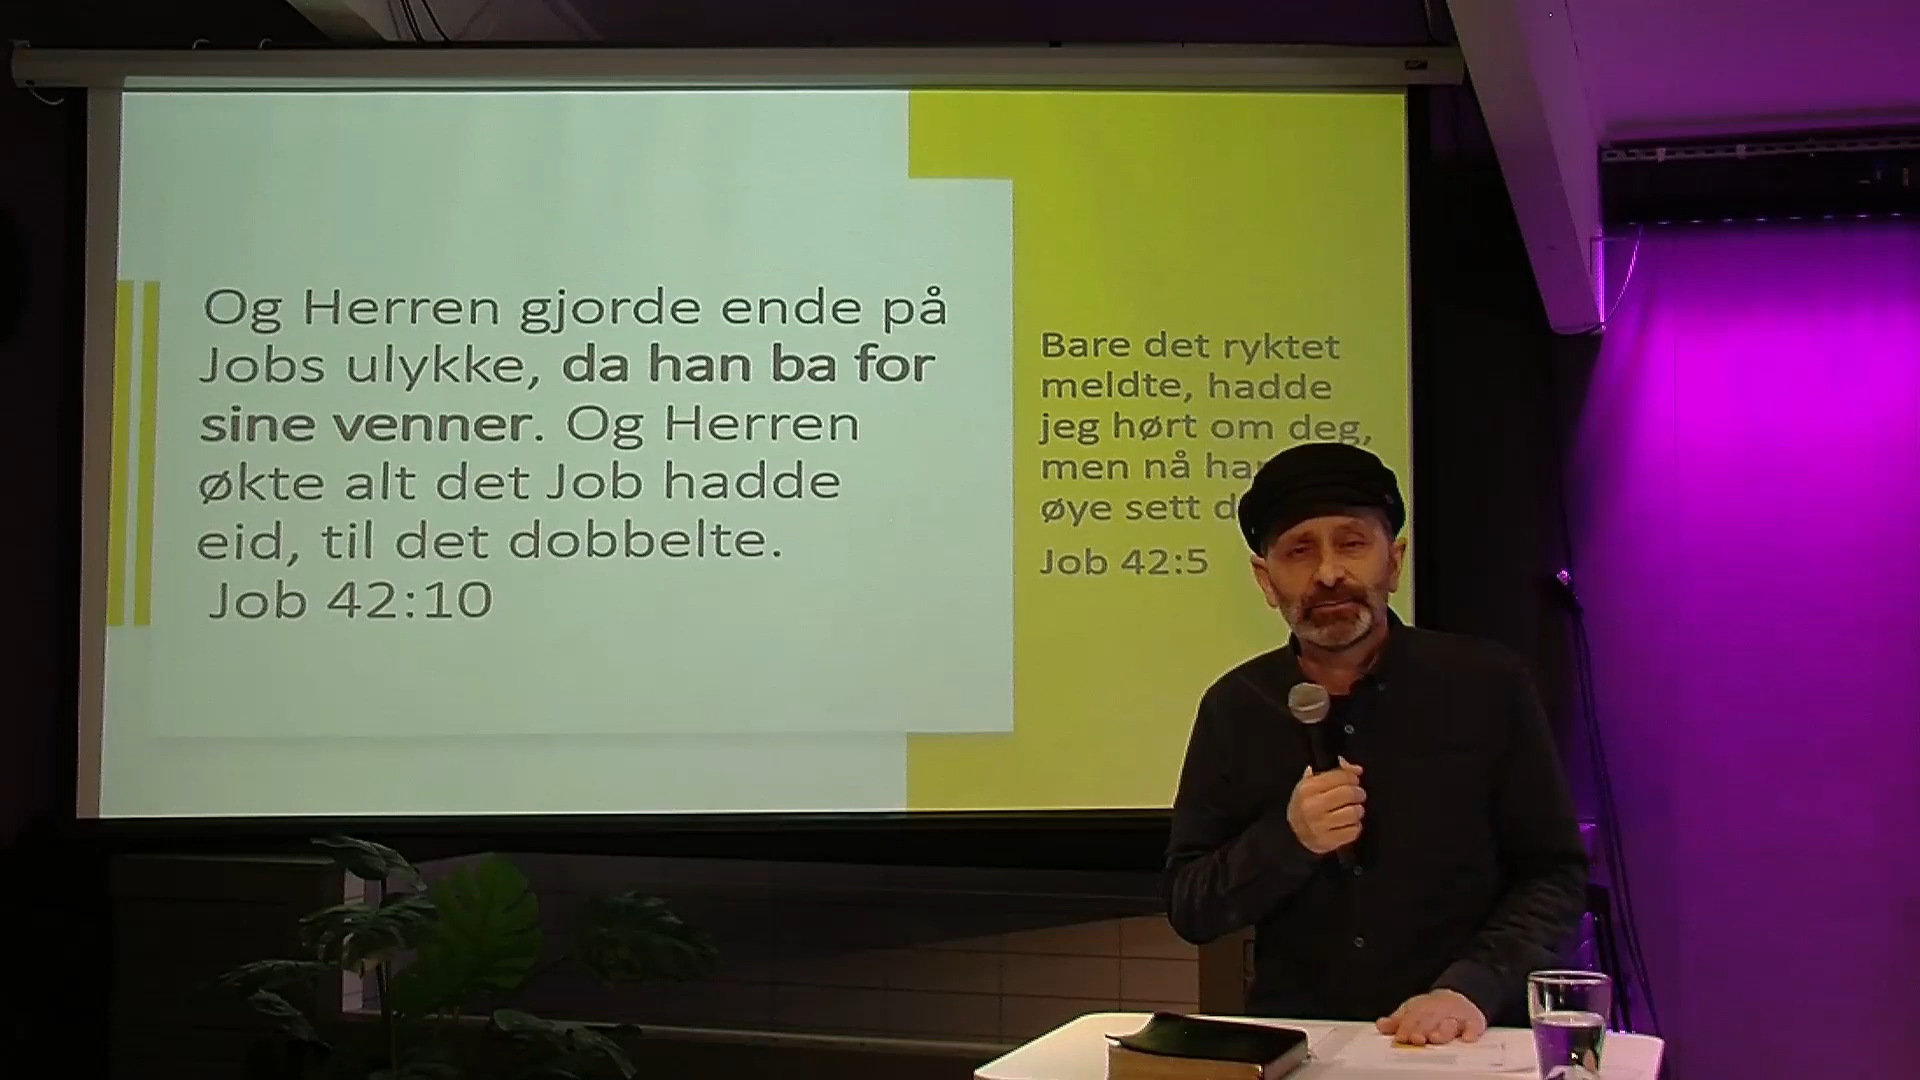 Og Herren gjorde ende på
Jobs ulykke, da han ba for
sine venner. Og Herren
økte alt det Job hadde
eid, til det dobbelte.
Job 42:10
Bare det ryktet
meldte, hadde
jeg hørt om deg,
men nå
øye sett
Job 42:5